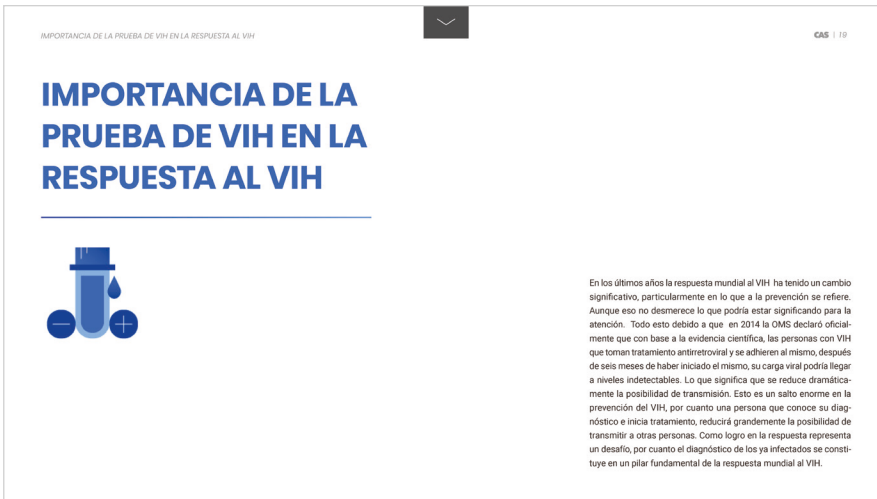 IMPORTANCIA DE LA PRUEBA DE VIH EN LA RESPUESTA AL VIH
CAS | 19
IMPORTANCIA DE LA
PRUEBA DE VIH EN LA
RESPUESTA AL VIH
En los últimos años la respuesta mundial al VIH ha tenido un cambio
significativo, particularmente en lo que a la prevención se refiere.
Aunque eso no desmerece lo que podría estar significando para la
atención. Todo esto debido a que en 2014 la OMS declaró oficial-
mente que con base a la evidencia científica, las personas con VIH
que toman tratamiento antirretroviral y se adhieren al mismo, después
de seis meses de haber iniciado el mismo, su carga viral podría llegar
a niveles indetectables. Lo que significa que se reduce dramática-
mente la posibilidad de transmisión. Esto es un salto enorme en la
prevención del VIH, por cuanto una persona que conoce su diag-
nóstico e inicia tratamiento, reducirá grandemente la posibilidad de
transmitir a otras personas. Como logro en la respuesta representa
un desafío, por cuanto el diagnóstico de los ya infectados se consti-
tuye en un pilar fundamental de la respuesta mundial al VIH.